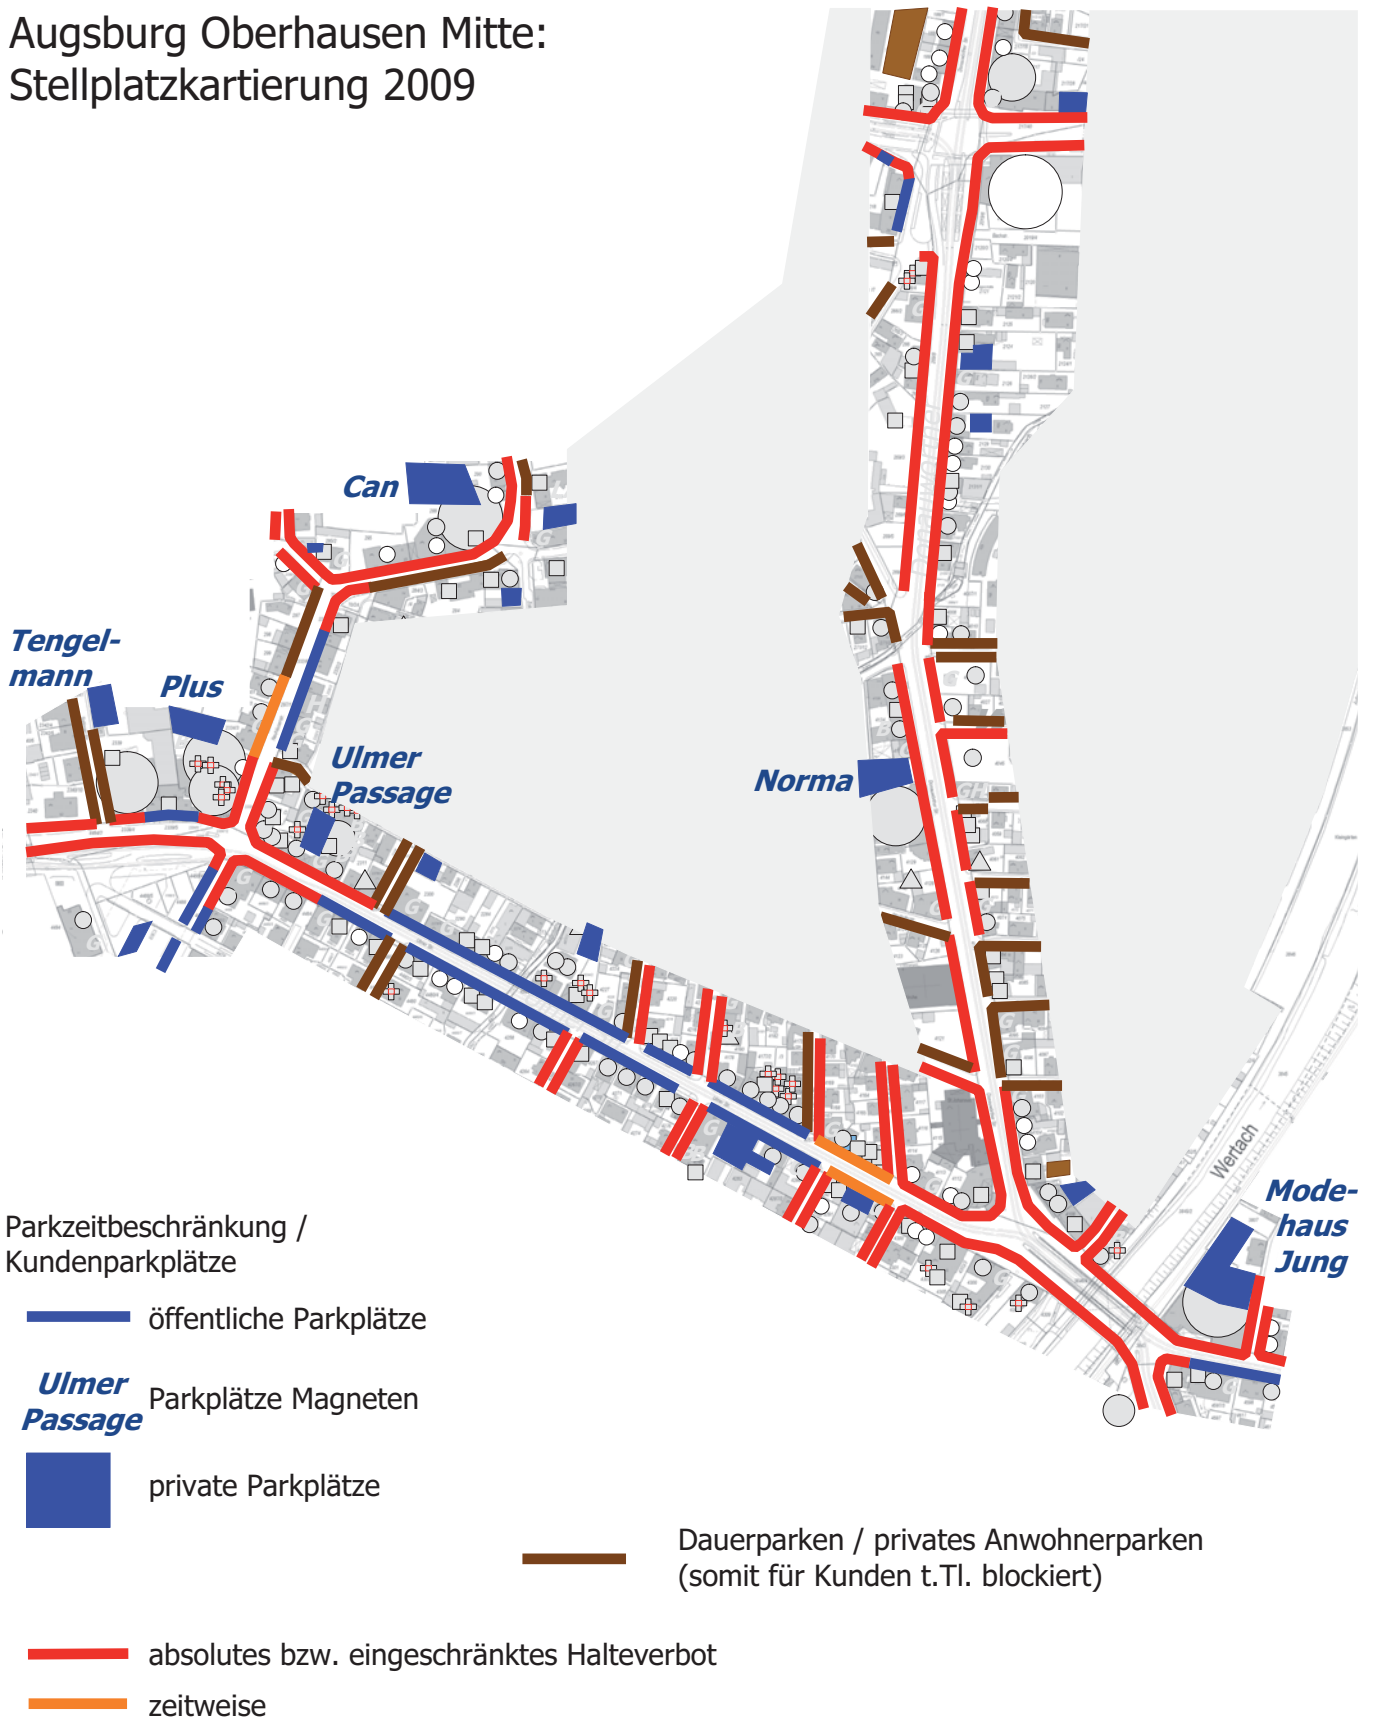 Augsburg Oberhausen Mitte:
Stellplatzkartierung 2009
Can
Tengel-
mann
Plus
Ulmer
Passage
Norma
Wertach
Mode-
haus
Jung
Parkzeitbeschränkung /
Kundenparkplätze
öffentliche Parkplätze
Ulmer
Passage
Parkplätze Magneten
private Parkplätze
Dauerparken / privates Anwohnerparken
(somit für Kunden t.Tl. blockiert)
absolutes bzw. eingeschränktes Halteverbot
zeitweise